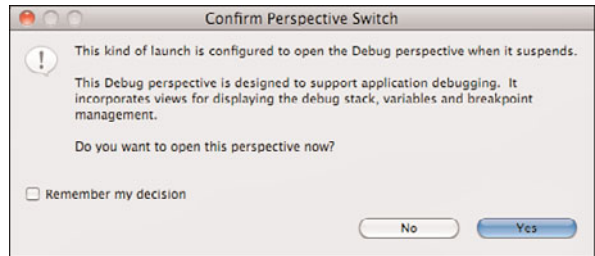 Confirm Perspective Switch
This kind of launch is configured to open the Debug perspective when it suspends.
This Debug perspective is designed to support application debugging. It
incorporates views for displaying the debug stack, variables and breakpoint
management.
Do you want to open this perspective now?
Remember my decision
No
Yes